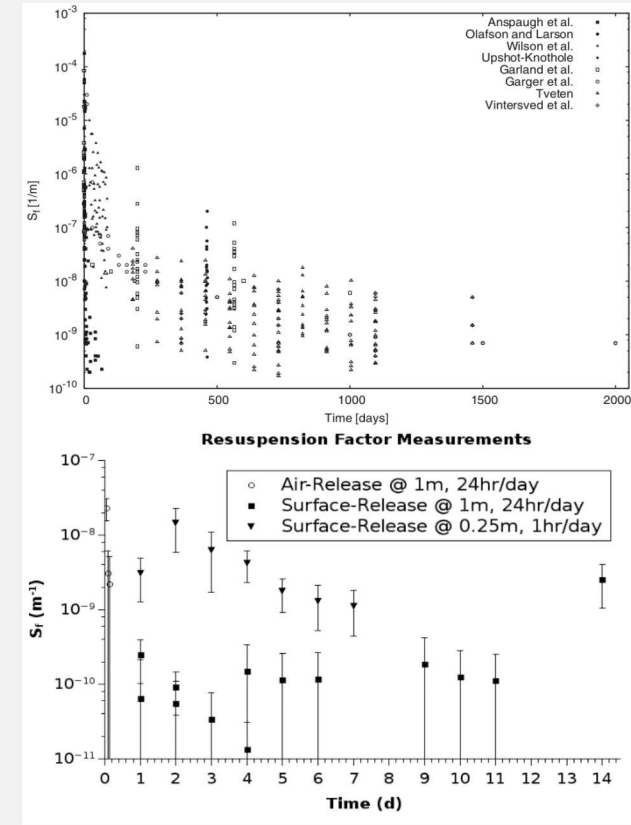 10⁻³
10⁻⁴
10⁻⁵
10⁻⁶
10⁻⁷
10⁻⁸
10⁻⁹
10⁻¹⁰
Sf [1/m]
Anspaugh et al.
Olafson and Larson
Wilson et al.
Upshot-Knothole
Garland et al.
Garger et al.
Tveten
Vintersved et al.
0 500 1000 1500 2000
Time [days]
Resuspension Factor Measurements
10⁻⁷
10⁻⁸
10⁻⁹
10⁻¹⁰
10⁻¹¹
Sf (m⁻¹)
Air-Release @ 1m, 24hr/day
Surface-Release @ 1m, 24hr/day
Surface-Release @ 0.25m, 1hr/day
0 1 2 3 4 5 6 7 8 9 10 11 12 13 14
Time (d)